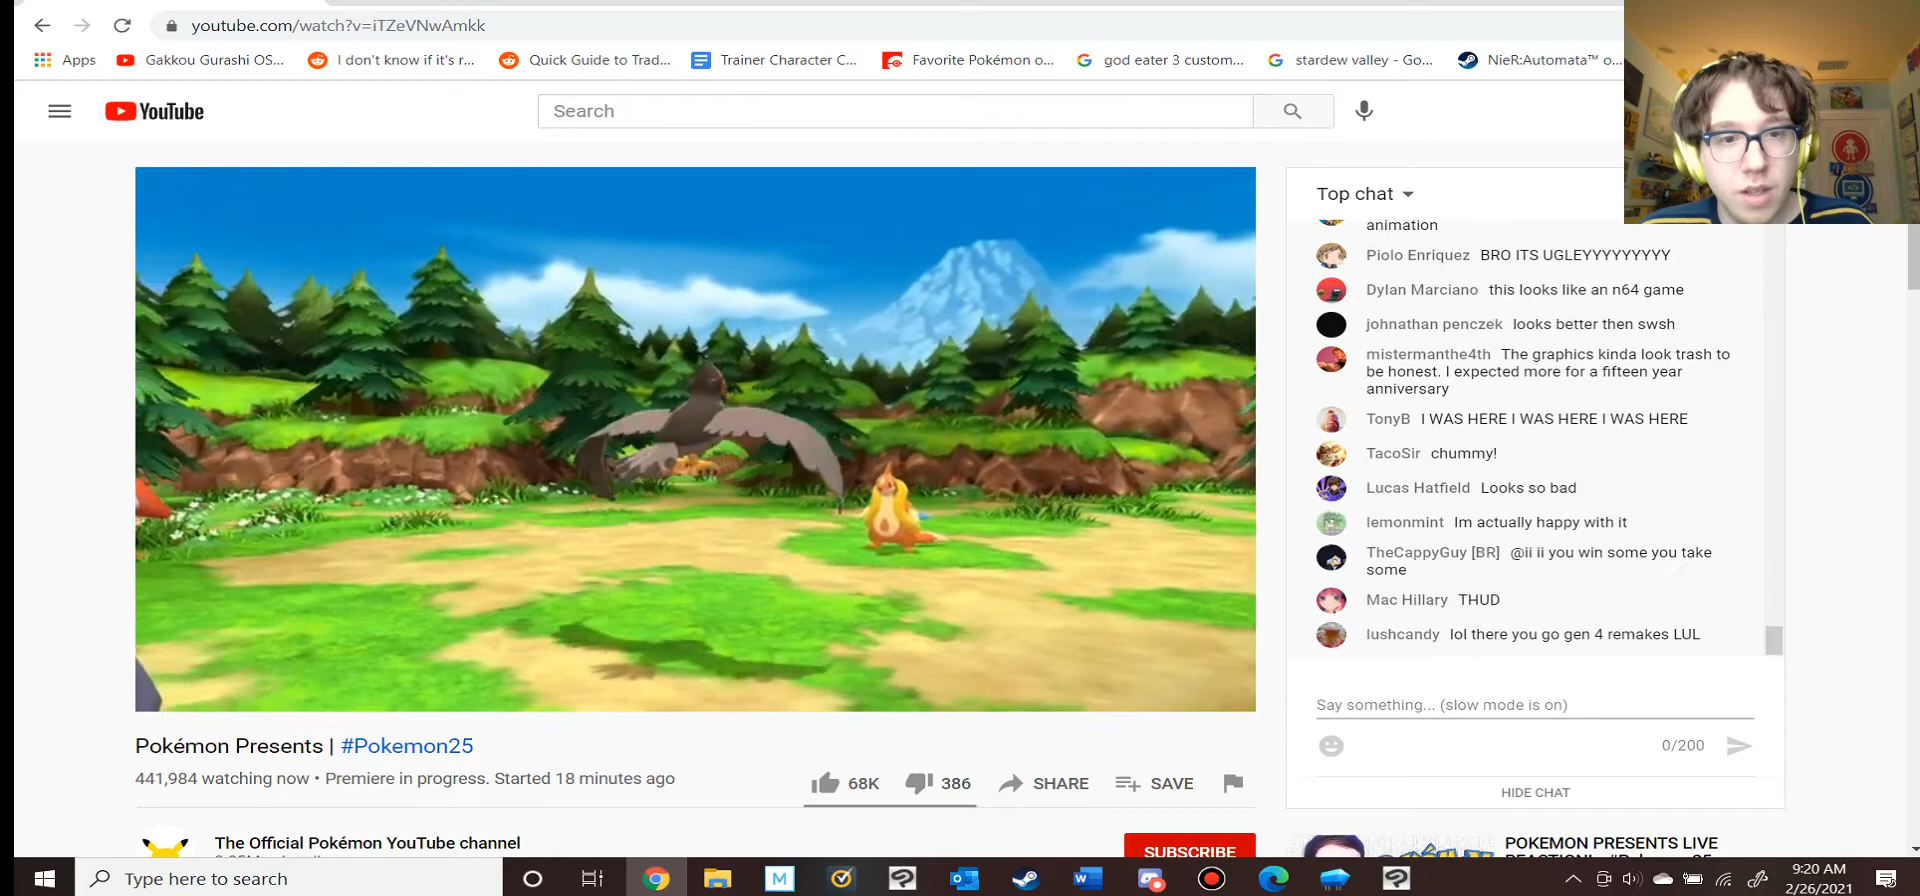 youtube.com/watch?v=iTZeVNwAmkk
Apps Gakkou Gurashi OS... I don't know if it's r... Quick Guide to Trad... Trainer Character C... Favorite Pokémon o... god eater 3 custom... stardew valley - Go... NieR:Automata™ o...
YouTube
Search
Top chat
animation
Piolo Enriquez BRO ITS UGLEYYYYYYYYY
Dylan Marciano this looks like an n64 game
johnathan penczek looks better then swsh
mistermanthe4th The graphics kinda look trash to
be honest. I expected more for a fifteen year
anniversary
TonyB I WAS HERE I WAS HERE I WAS HERE
TacoSir chummy!
Lucas Hatfield Looks so bad
lemonmint Im actually happy with it
TheCappyGuy [BR] @ii ii you win some you take
some
Mac Hillary THUD
lushcandy lol there you go gen 4 remakes LUL
Say something... (slow mode is on)
0/200
HIDE CHAT
Pokémon Presents | #Pokemon25
441,984 watching now • Premiere in progress. Started 18 minutes ago
68K 386 SHARE SAVE
The Official Pokémon YouTube channel
SUBSCRIBE
POKEMON PRESENTS LIVE
Type here to search
9:20 AM
2/26/2021